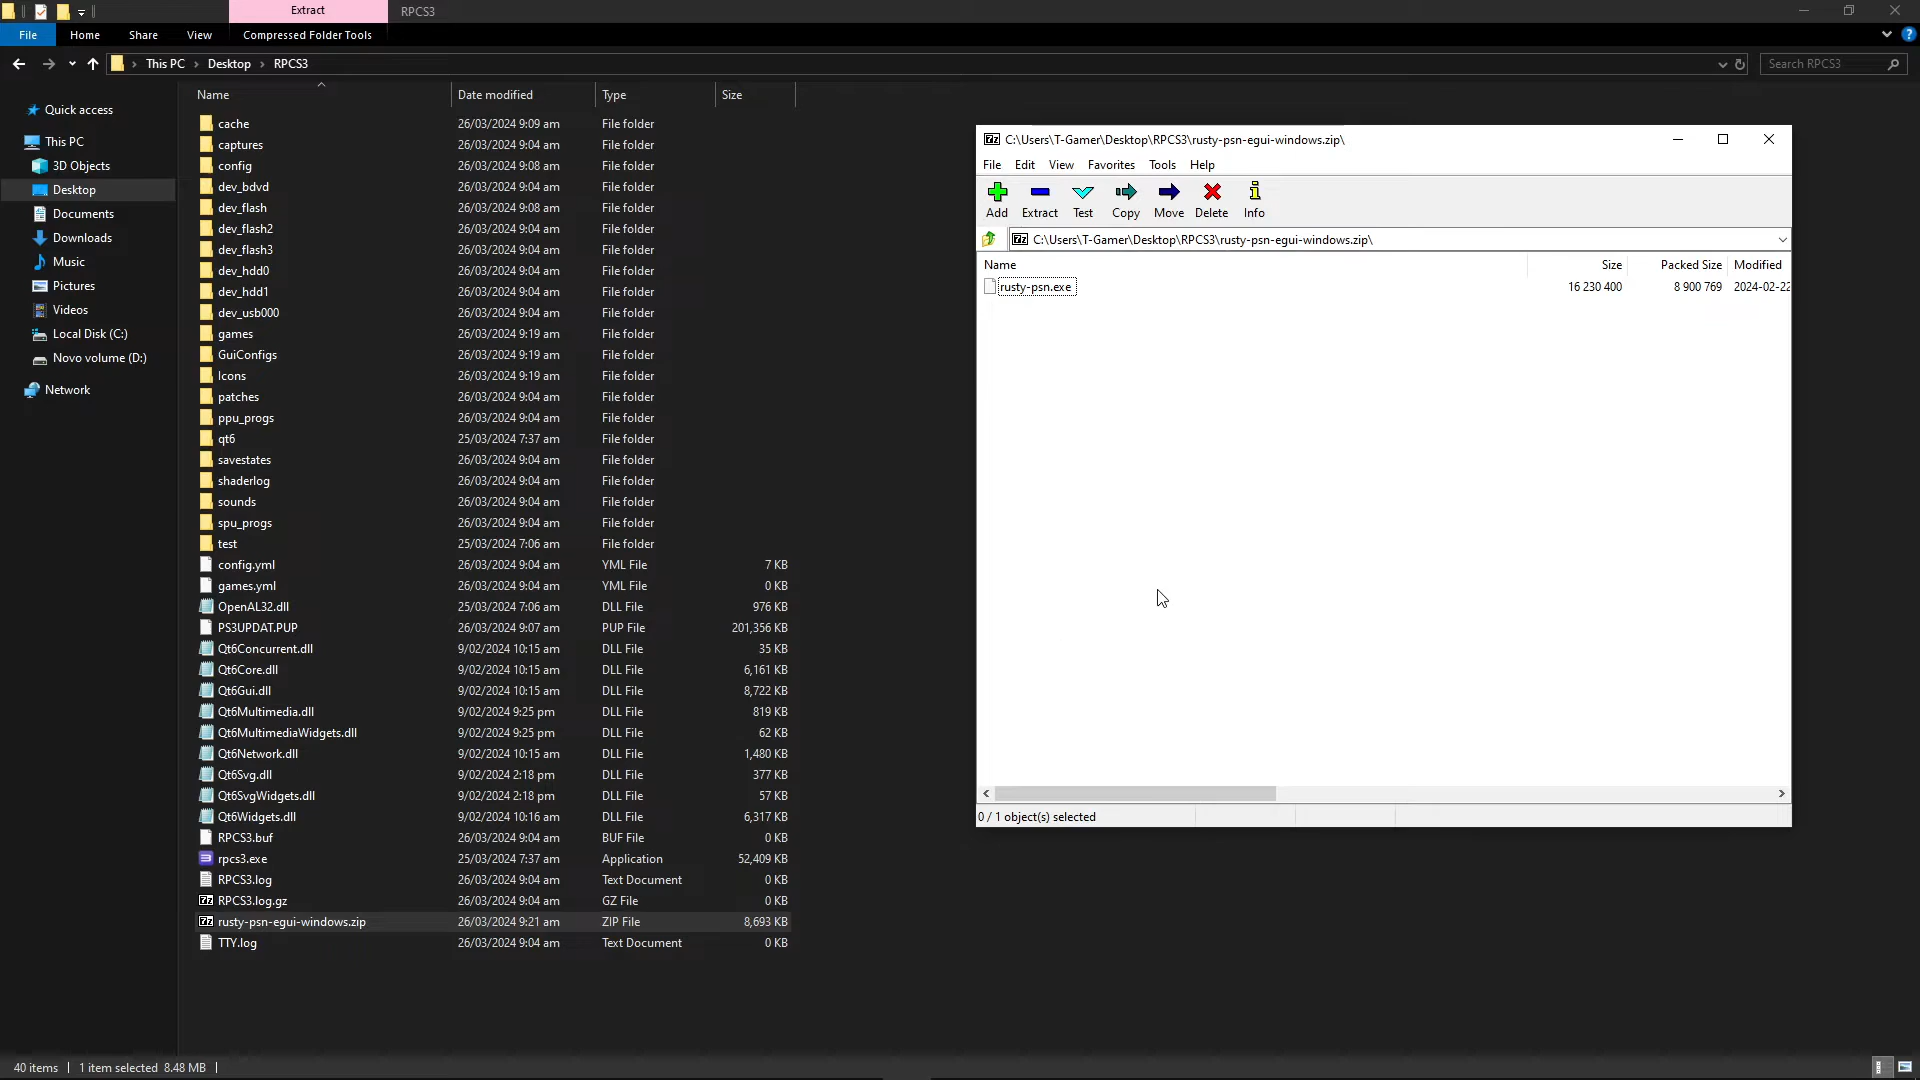 Extract
RPCS3
File
Home
Share
View
Compressed Folder Tools
This PC
Desktop
RPCS3
Search RPCS3
Quick access
This PC
3D Objects
Desktop
Documents
Downloads
Music
Pictures
Videos
Local Disk (C:)
Novo volume (D:)
Network
Name Date modified Type Size
cache 26/03/2024 9:09 am File folder
captures 26/03/2024 9:04 am File folder
config 26/03/2024 9:08 am File folder
dev_bdvd 26/03/2024 9:04 am File folder
dev_flash 26/03/2024 9:08 am File folder
dev_flash2 26/03/2024 9:04 am File folder
dev_flash3 26/03/2024 9:04 am File folder
dev_hdd0 26/03/2024 9:04 am File folder
dev_hdd1 26/03/2024 9:04 am File folder
dev_usb000 26/03/2024 9:04 am File folder
games 26/03/2024 9:19 am File folder
GuiConfigs 26/03/2024 9:19 am File folder
Icons 26/03/2024 9:19 am File folder
patches 26/03/2024 9:04 am File folder
ppu_progs 26/03/2024 9:04 am File folder
qt6 25/03/2024 7:37 am File folder
savestates 26/03/2024 9:04 am File folder
shaderlog 26/03/2024 9:04 am File folder
sounds 26/03/2024 9:04 am File folder
spu_progs 26/03/2024 9:04 am File folder
test 25/03/2024 7:06 am File folder
config.yml 26/03/2024 9:04 am YML File 7 KB
games.yml 26/03/2024 9:04 am YML File 0 KB
OpenAL32.dll 25/03/2024 7:06 am DLL File 976 KB
PS3UPDAT.PUP 26/03/2024 9:07 am PUP File 201,356 KB
Qt6Concurrent.dll 9/02/2024 10:15 am DLL File 35 KB
Qt6Core.dll 9/02/2024 10:15 am DLL File 6,161 KB
Qt6Gui.dll 9/02/2024 10:15 am DLL File 8,722 KB
Qt6Multimedia.dll 9/02/2024 9:25 pm DLL File 819 KB
Qt6MultimediaWidgets.dll 9/02/2024 9:25 pm DLL File 62 KB
Qt6Network.dll 9/02/2024 10:15 am DLL File 1,480 KB
Qt6Svg.dll 9/02/2024 2:18 pm DLL File 377 KB
Qt6SvgWidgets.dll 9/02/2024 2:18 pm DLL File 57 KB
Qt6Widgets.dll 9/02/2024 10:16 am DLL File 6,317 KB
RPCS3.buf 26/03/2024 9:04 am BUF File 0 KB
rpcs3.exe 25/03/2024 7:37 am Application 52,409 KB
RPCS3.log 26/03/2024 9:04 am Text Document 0 KB
RPCS3.log.gz 26/03/2024 9:04 am GZ File 0 KB
rusty-psn-egui-windows.zip 26/03/2024 9:21 am ZIP File 8,693 KB
TTY.log 26/03/2024 9:04 am Text Document 0 KB
40 items
1 item selected 8.48 MB
C:\Users\T-Gamer\Desktop\RPCS3\rusty-psn-egui-windows.zip\
File Edit View Favorites Tools Help
Add Extract Test Copy Move Delete Info
C:\Users\T-Gamer\Desktop\RPCS3\rusty-psn-egui-windows.zip\
Name Size Packed Size Modified
rusty-psn.exe 16 230 400 8 900 769 2024-02-22
0 / 1 object(s) selected